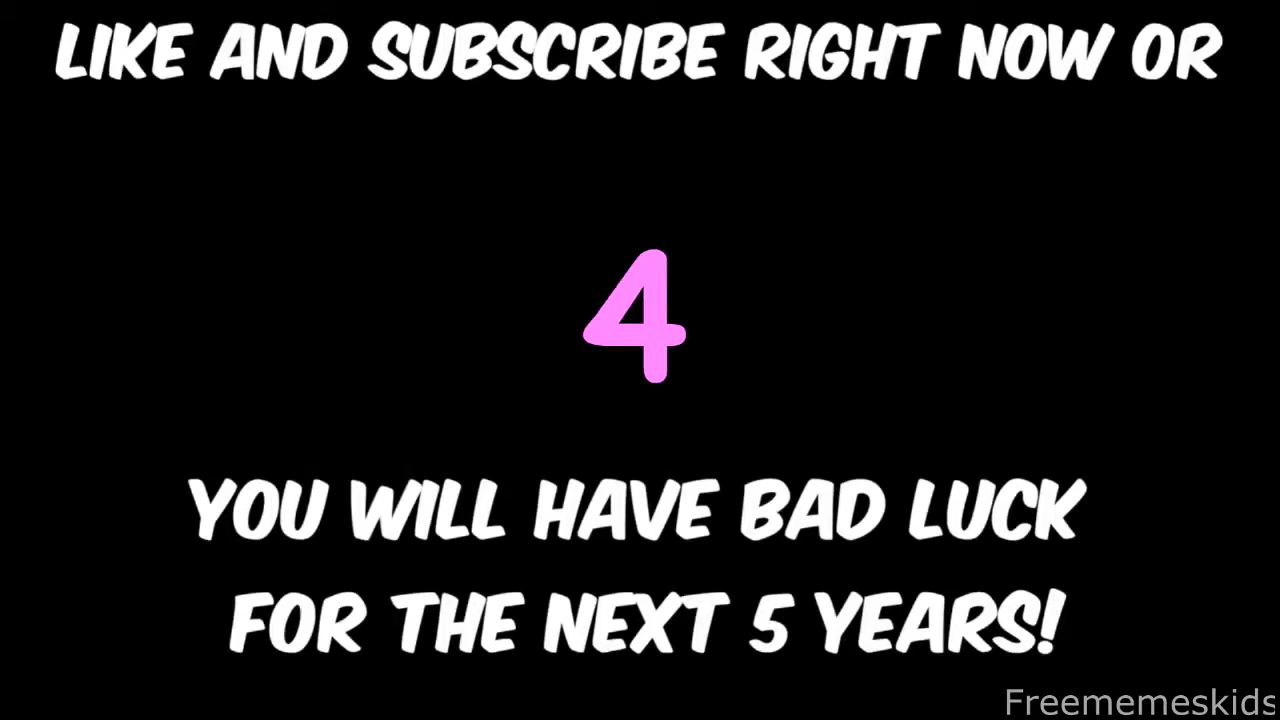 LIKE AND SUBSCRIBE RIGHT NOW OR
4
YOU WILL HAVE BAD LUCK
FOR THE NEXT 5 YEARS!
Freememeskids